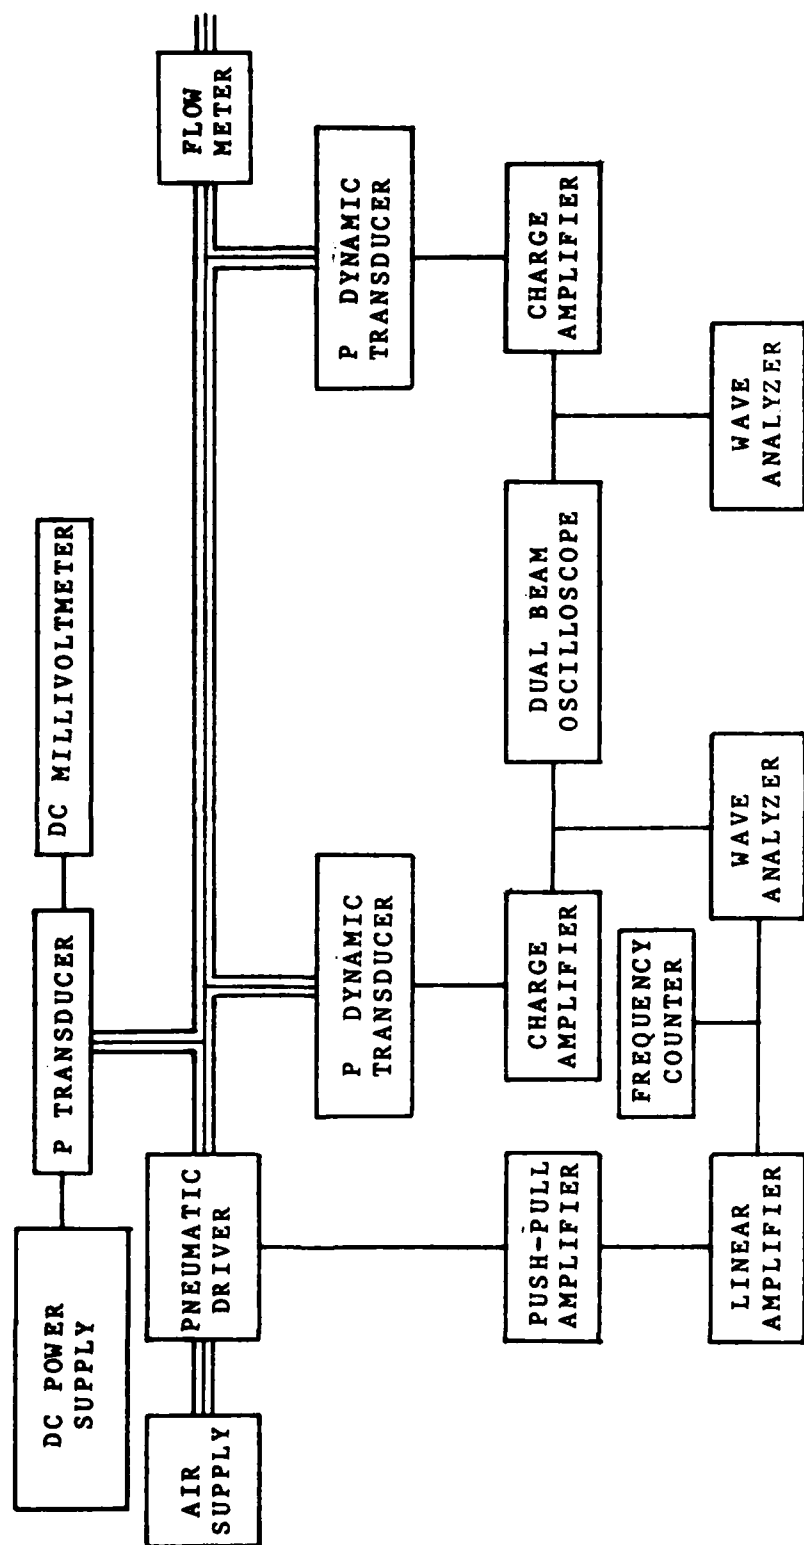 DC POWER
SUPPLY
P TRANSDUCER
DC MILLIVOLTMETER
AIR
SUPPLY
PNEUMATIC
DRIVER
FLOW
METER
P DYNAMIC
TRANSDUCER
P DYNAMIC
TRANSDUCER
PUSH-PULL
AMPLIFIER
CHARGE
AMPLIFIER
DUAL BEAM
OSCILLOSCOPE
CHARGE
AMPLIFIER
FREQUENCY
COUNTER
LINEAR
AMPLIFIER
WAVE
ANALYZER
WAVE
ANALYZER